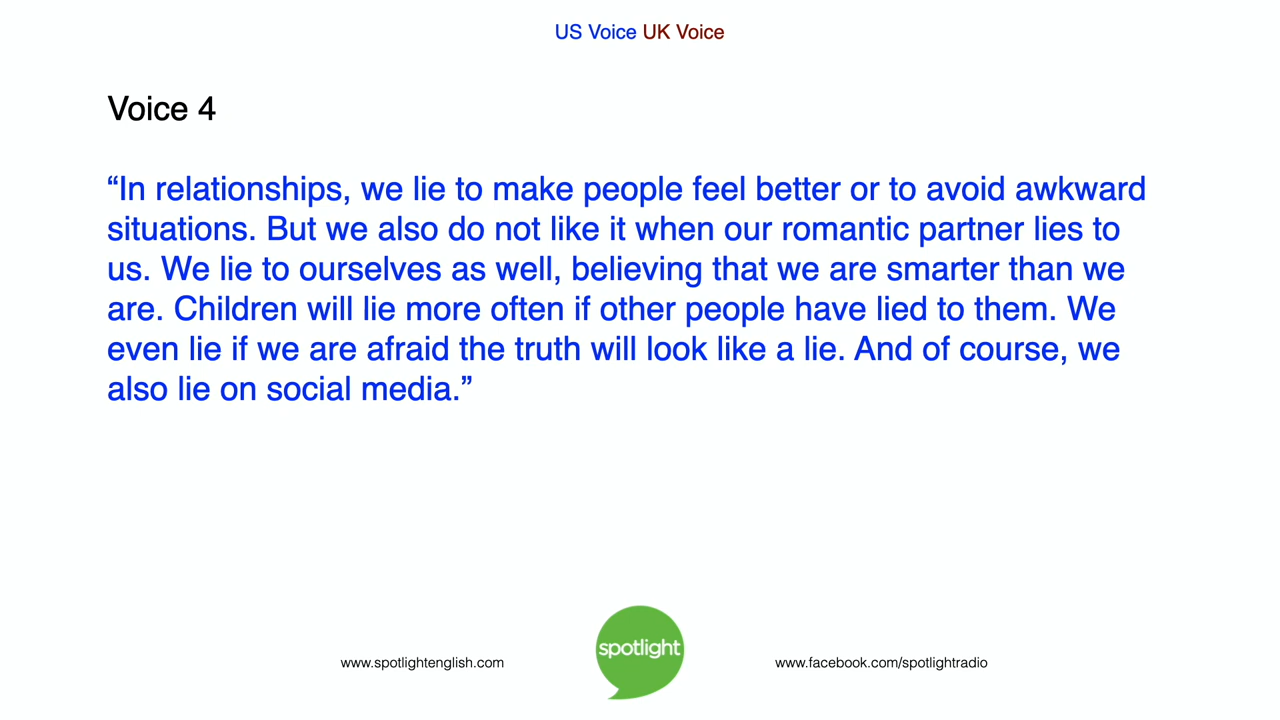 US Voice UK Voice
Voice 4
“In relationships, we lie to make people feel better or to avoid awkward
situations. But we also do not like it when our romantic partner lies to
us. We lie to ourselves as well, believing that we are smarter than we
are. Children will lie more often if other people have lied to them. We
even lie if we are afraid the truth will look like a lie. And of course, we
also lie on social media.”
spotlight
www.spotlightenglish.com
www.facebook.com/spotlightradio